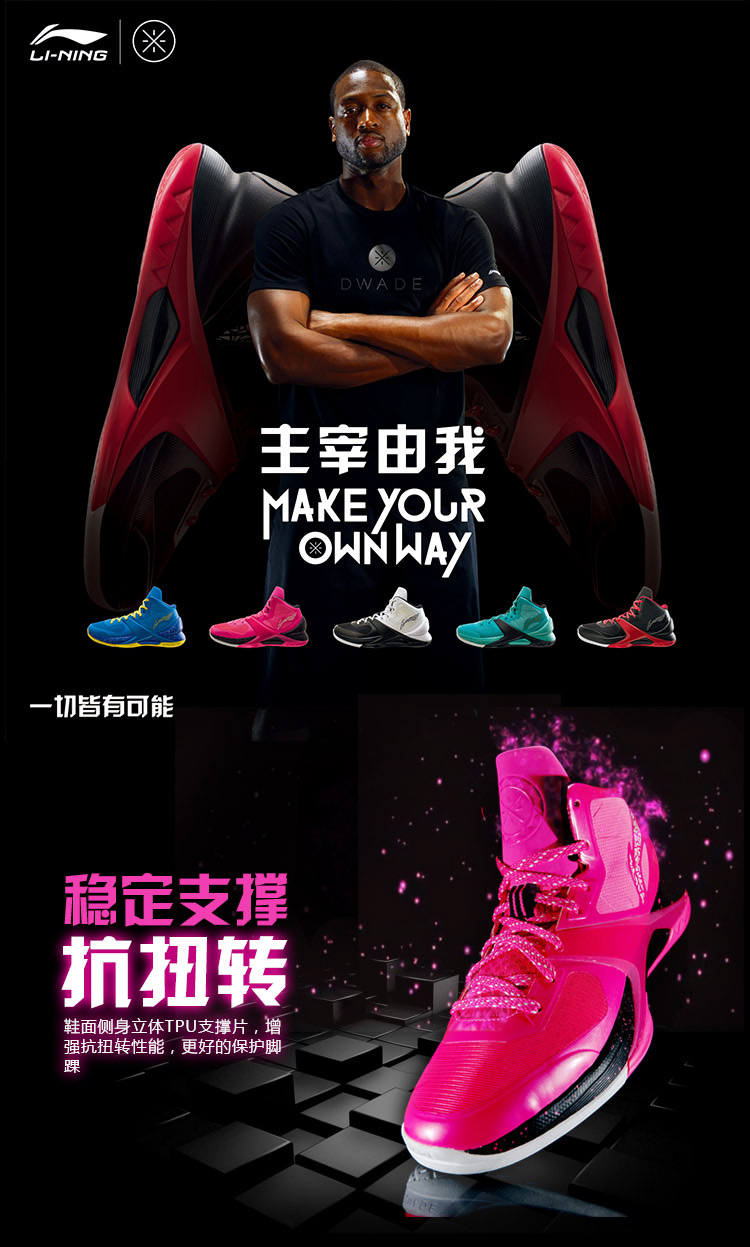 LI-NING
DWADE
主宰由我
MAKE YOUR
OWN WAY
一切皆有可能
稳定支撑
抗扭转
鞋面侧身立体TPU支撑片，增
强抗扭转性能，更好的保护脚
踝
WADE